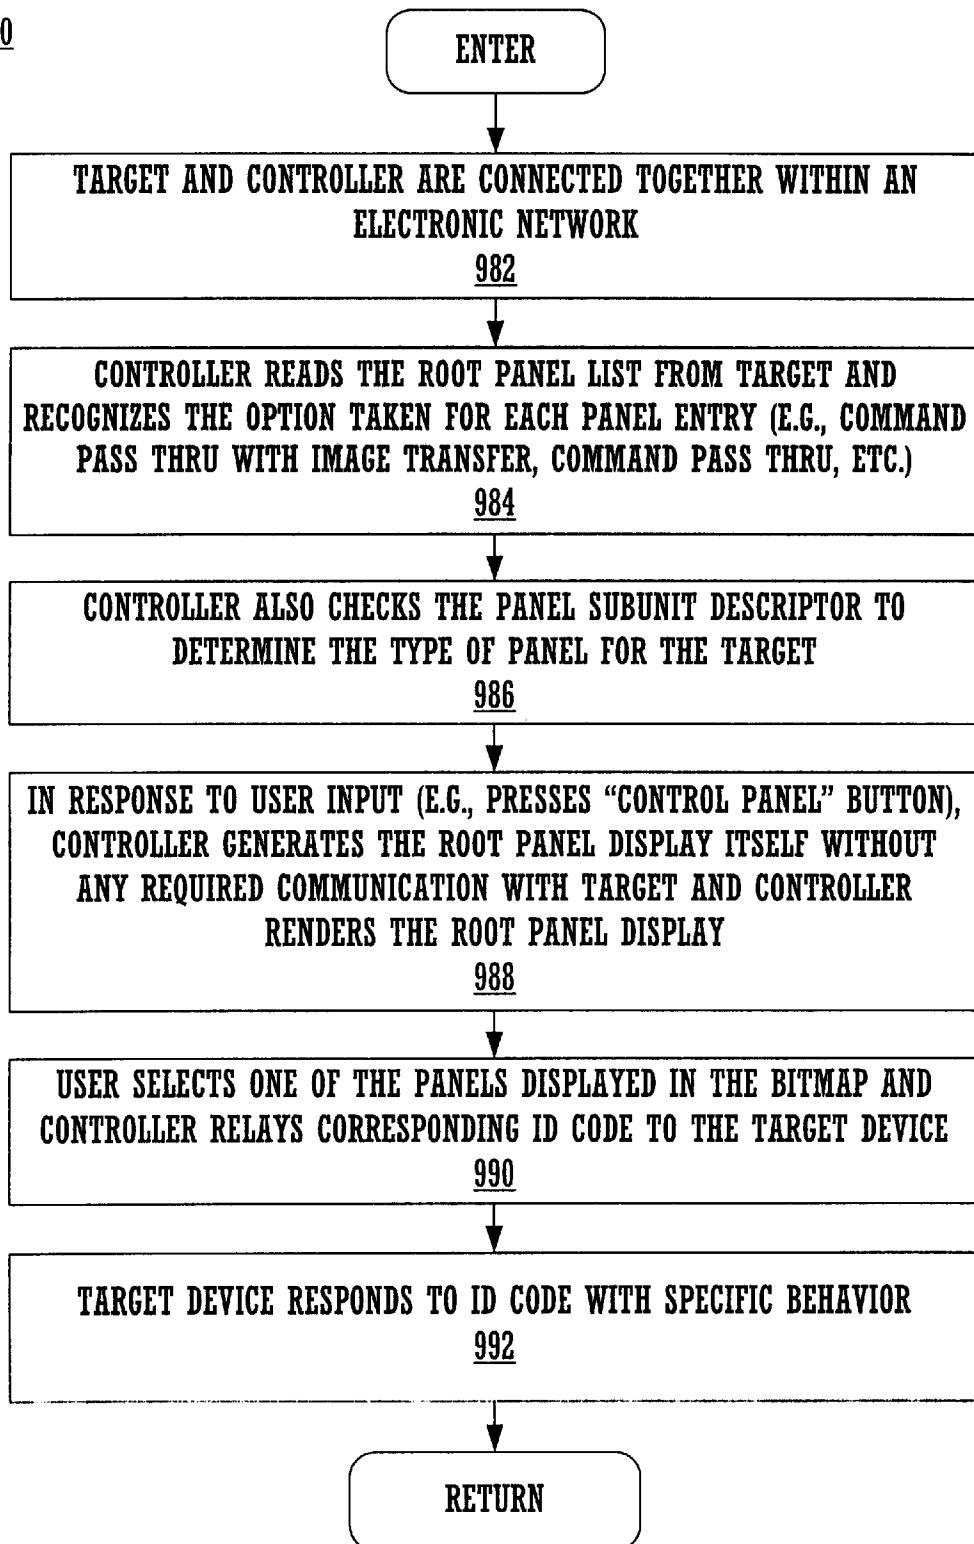 0
ENTER
TARGET AND CONTROLLER ARE CONNECTED TOGETHER WITHIN AN
ELECTRONIC NETWORK
982
CONTROLLER READS THE ROOT PANEL LIST FROM TARGET AND
RECOGNIZES THE OPTION TAKEN FOR EACH PANEL ENTRY (E.G., COMMAND
PASS THRU WITH IMAGE TRANSFER, COMMAND PASS THRU, ETC.)
984
CONTROLLER ALSO CHECKS THE PANEL SUBUNIT DESCRIPTOR TO
DETERMINE THE TYPE OF PANEL FOR THE TARGET
986
IN RESPONSE TO USER INPUT (E.G., PRESSES “CONTROL PANEL” BUTTON),
CONTROLLER GENERATES THE ROOT PANEL DISPLAY ITSELF WITHOUT
ANY REQUIRED COMMUNICATION WITH TARGET AND CONTROLLER
RENDERS THE ROOT PANEL DISPLAY
988
USER SELECTS ONE OF THE PANELS DISPLAYED IN THE BITMAP AND
CONTROLLER RELAYS CORRESPONDING ID CODE TO THE TARGET DEVICE
990
TARGET DEVICE RESPONDS TO ID CODE WITH SPECIFIC BEHAVIOR
992
RETURN